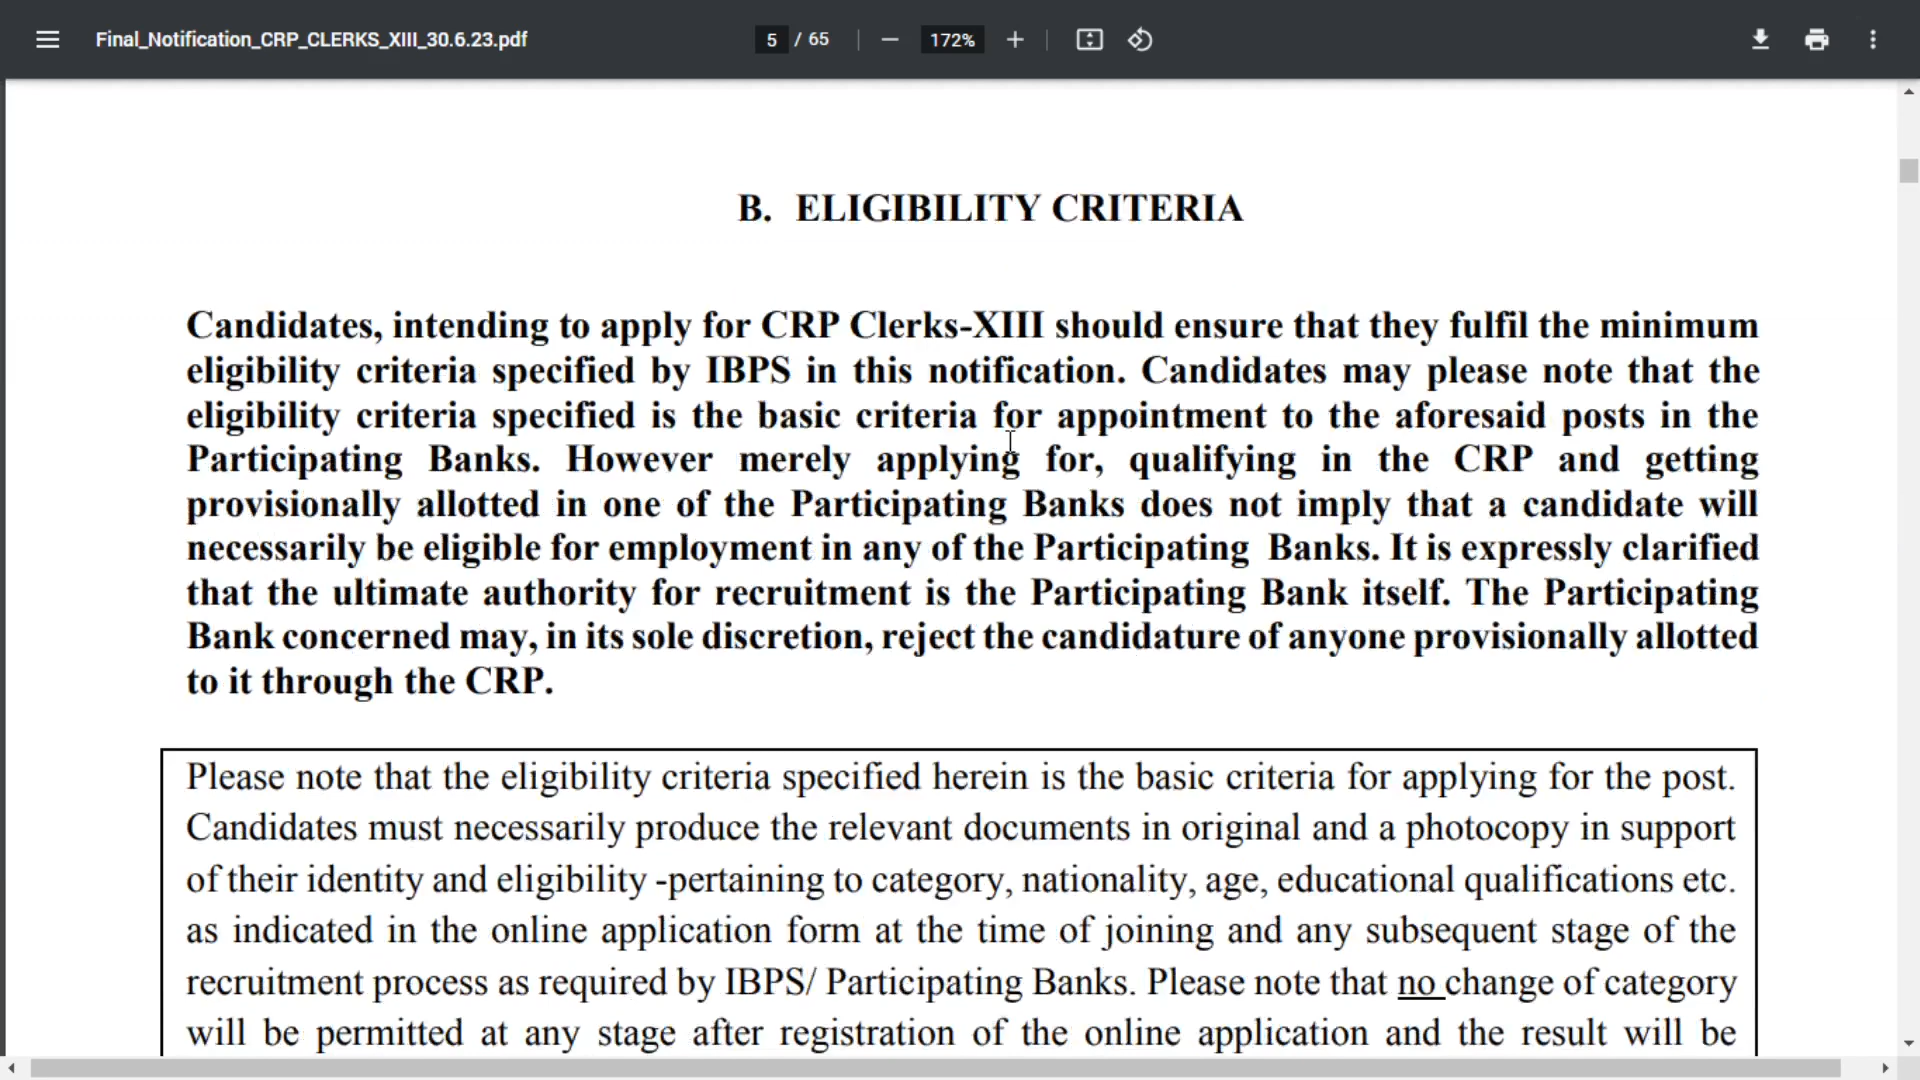 Final_Notification_CRP_CLERKS_XIII_30.6.23.pdf
5 / 65
172%
B. ELIGIBILITY CRITERIA
Candidates, intending to apply for CRP Clerks-XIII should ensure that they fulfil the minimum
eligibility criteria specified by IBPS in this notification. Candidates may please note that the
eligibility criteria specified is the basic criteria for appointment to the aforesaid posts in the
Participating Banks. However merely applying for, qualifying in the CRP and getting
provisionally allotted in one of the Participating Banks does not imply that a candidate will
necessarily be eligible for employment in any of the Participating Banks. It is expressly clarified
that the ultimate authority for recruitment is the Participating Bank itself. The Participating
Bank concerned may, in its sole discretion, reject the candidature of anyone provisionally allotted
to it through the CRP.
Please note that the eligibility criteria specified herein is the basic criteria for applying for the post.
Candidates must necessarily produce the relevant documents in original and a photocopy in support
of their identity and eligibility -pertaining to category, nationality, age, educational qualifications etc.
as indicated in the online application form at the time of joining and any subsequent stage of the
recruitment process as required by IBPS/ Participating Banks. Please note that no change of category
will be permitted at any stage after registration of the online application and the result will be